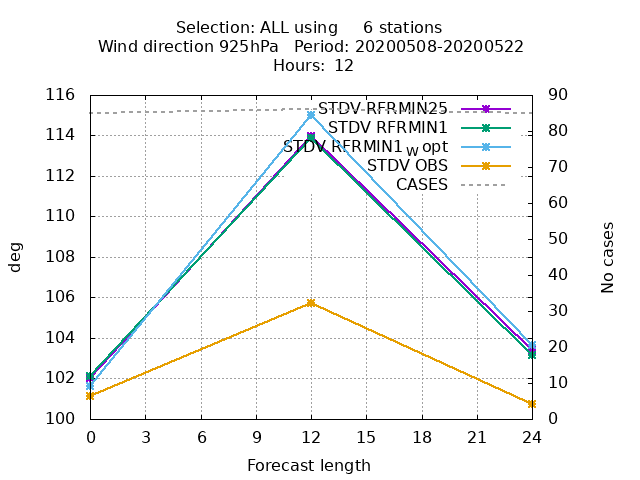 Selection: ALL using     6 stations
Wind direction 925hPa   Period: 20200508-20200522
Hours: 12
116
114
112
110
108
106
104
102
100
90
80
70
60
50
40
30
20
10
0
STDV RFRMIN25
STDV RFRMIN1
STDV RFRMIN1_W opt
STDV OBS
CASES
deg
No cases
0 3 6 9 12 15 18 21 24
Forecast length